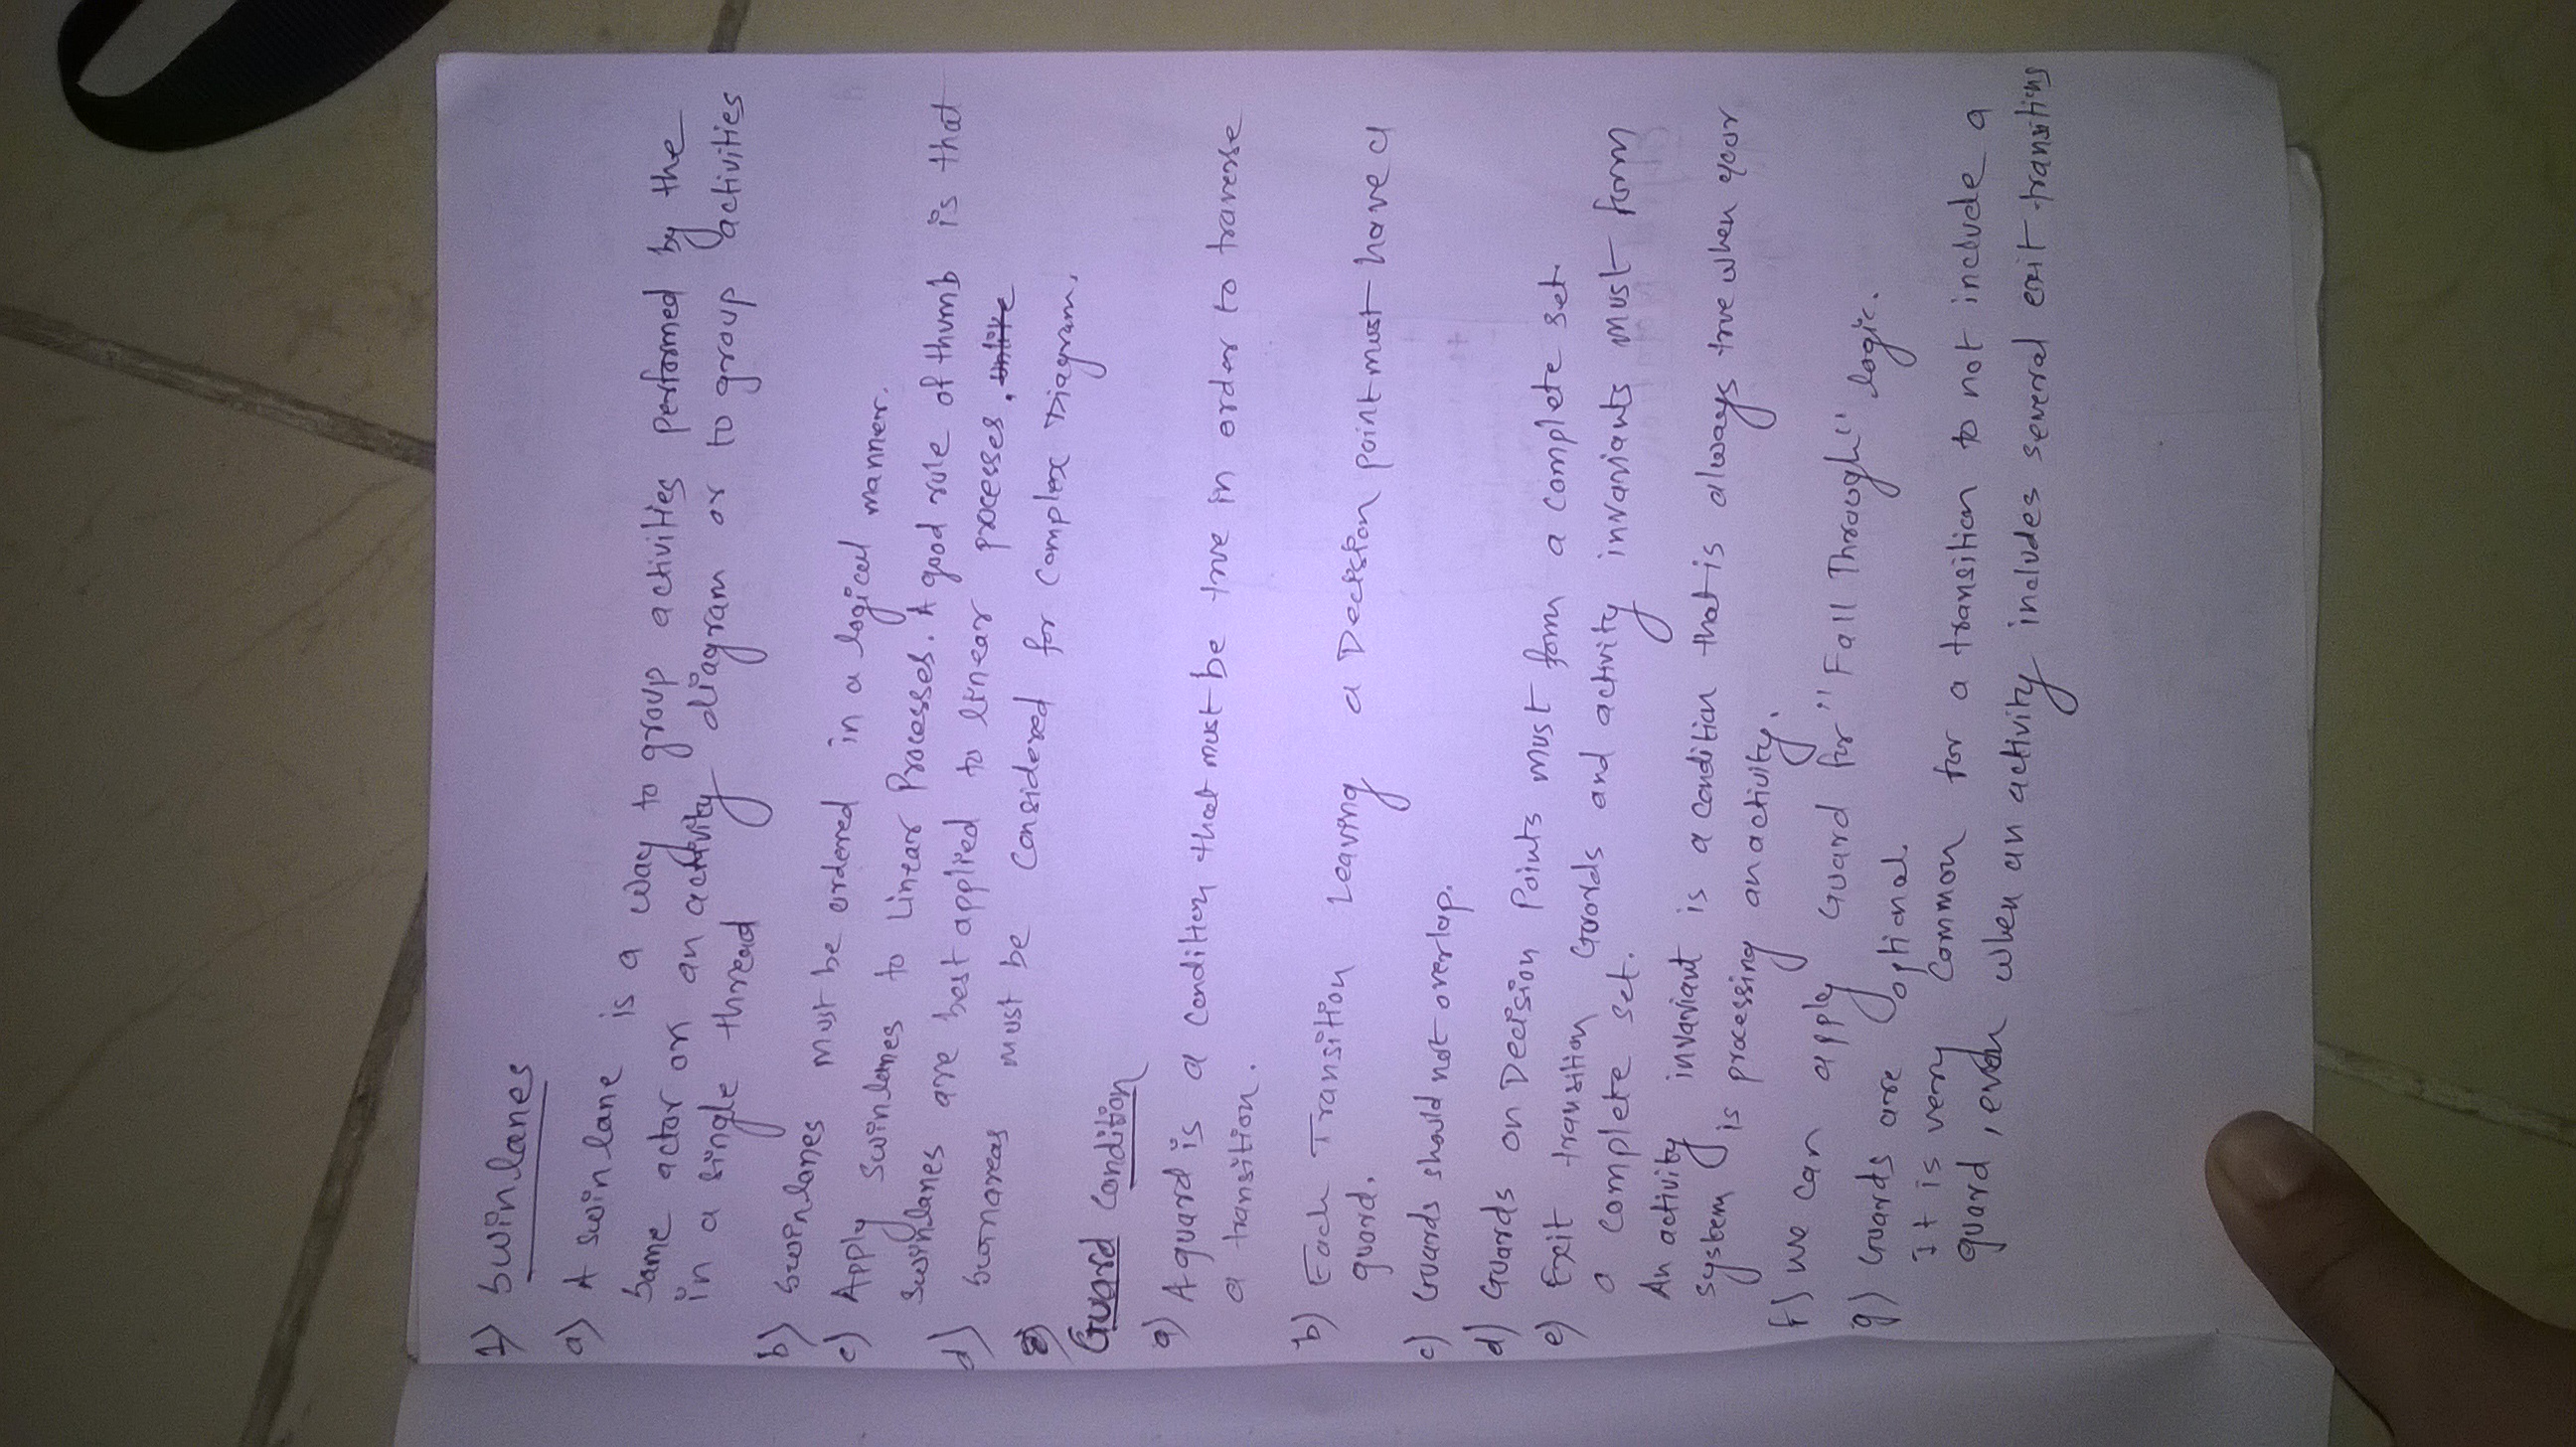 1) Swimlanes
a) A swim lane is a way to group activities performed by the
same actor on an activity diagram or to group activities
in a single thread
b) Swimlanes must be ordered in a logical manner.
c) Apply swimlanes to Linear Processes. A good rule of thumb is that
swimlanes are best applied to linear processes.
d) Swimareas must be considered for complex Diagram.
Guard Condition
a) A guard is a condition that must be true in order to traverse
a transition.
b) Each Transition Leaving a Decision point must have a
guard.
c) Guards should not overlap.
d) Guards on Decision Points must form a complete set.
e) Exit transition Guards and activity invariants must form
a complete set.
An activity invariant is a condition that is always true when your
system is processing an activity.
f) We can apply Guard for "Fall Through" logic.
g) Guards are optional.
It is very common for a transition to not include a
guard, even when an activity includes several exit transitions